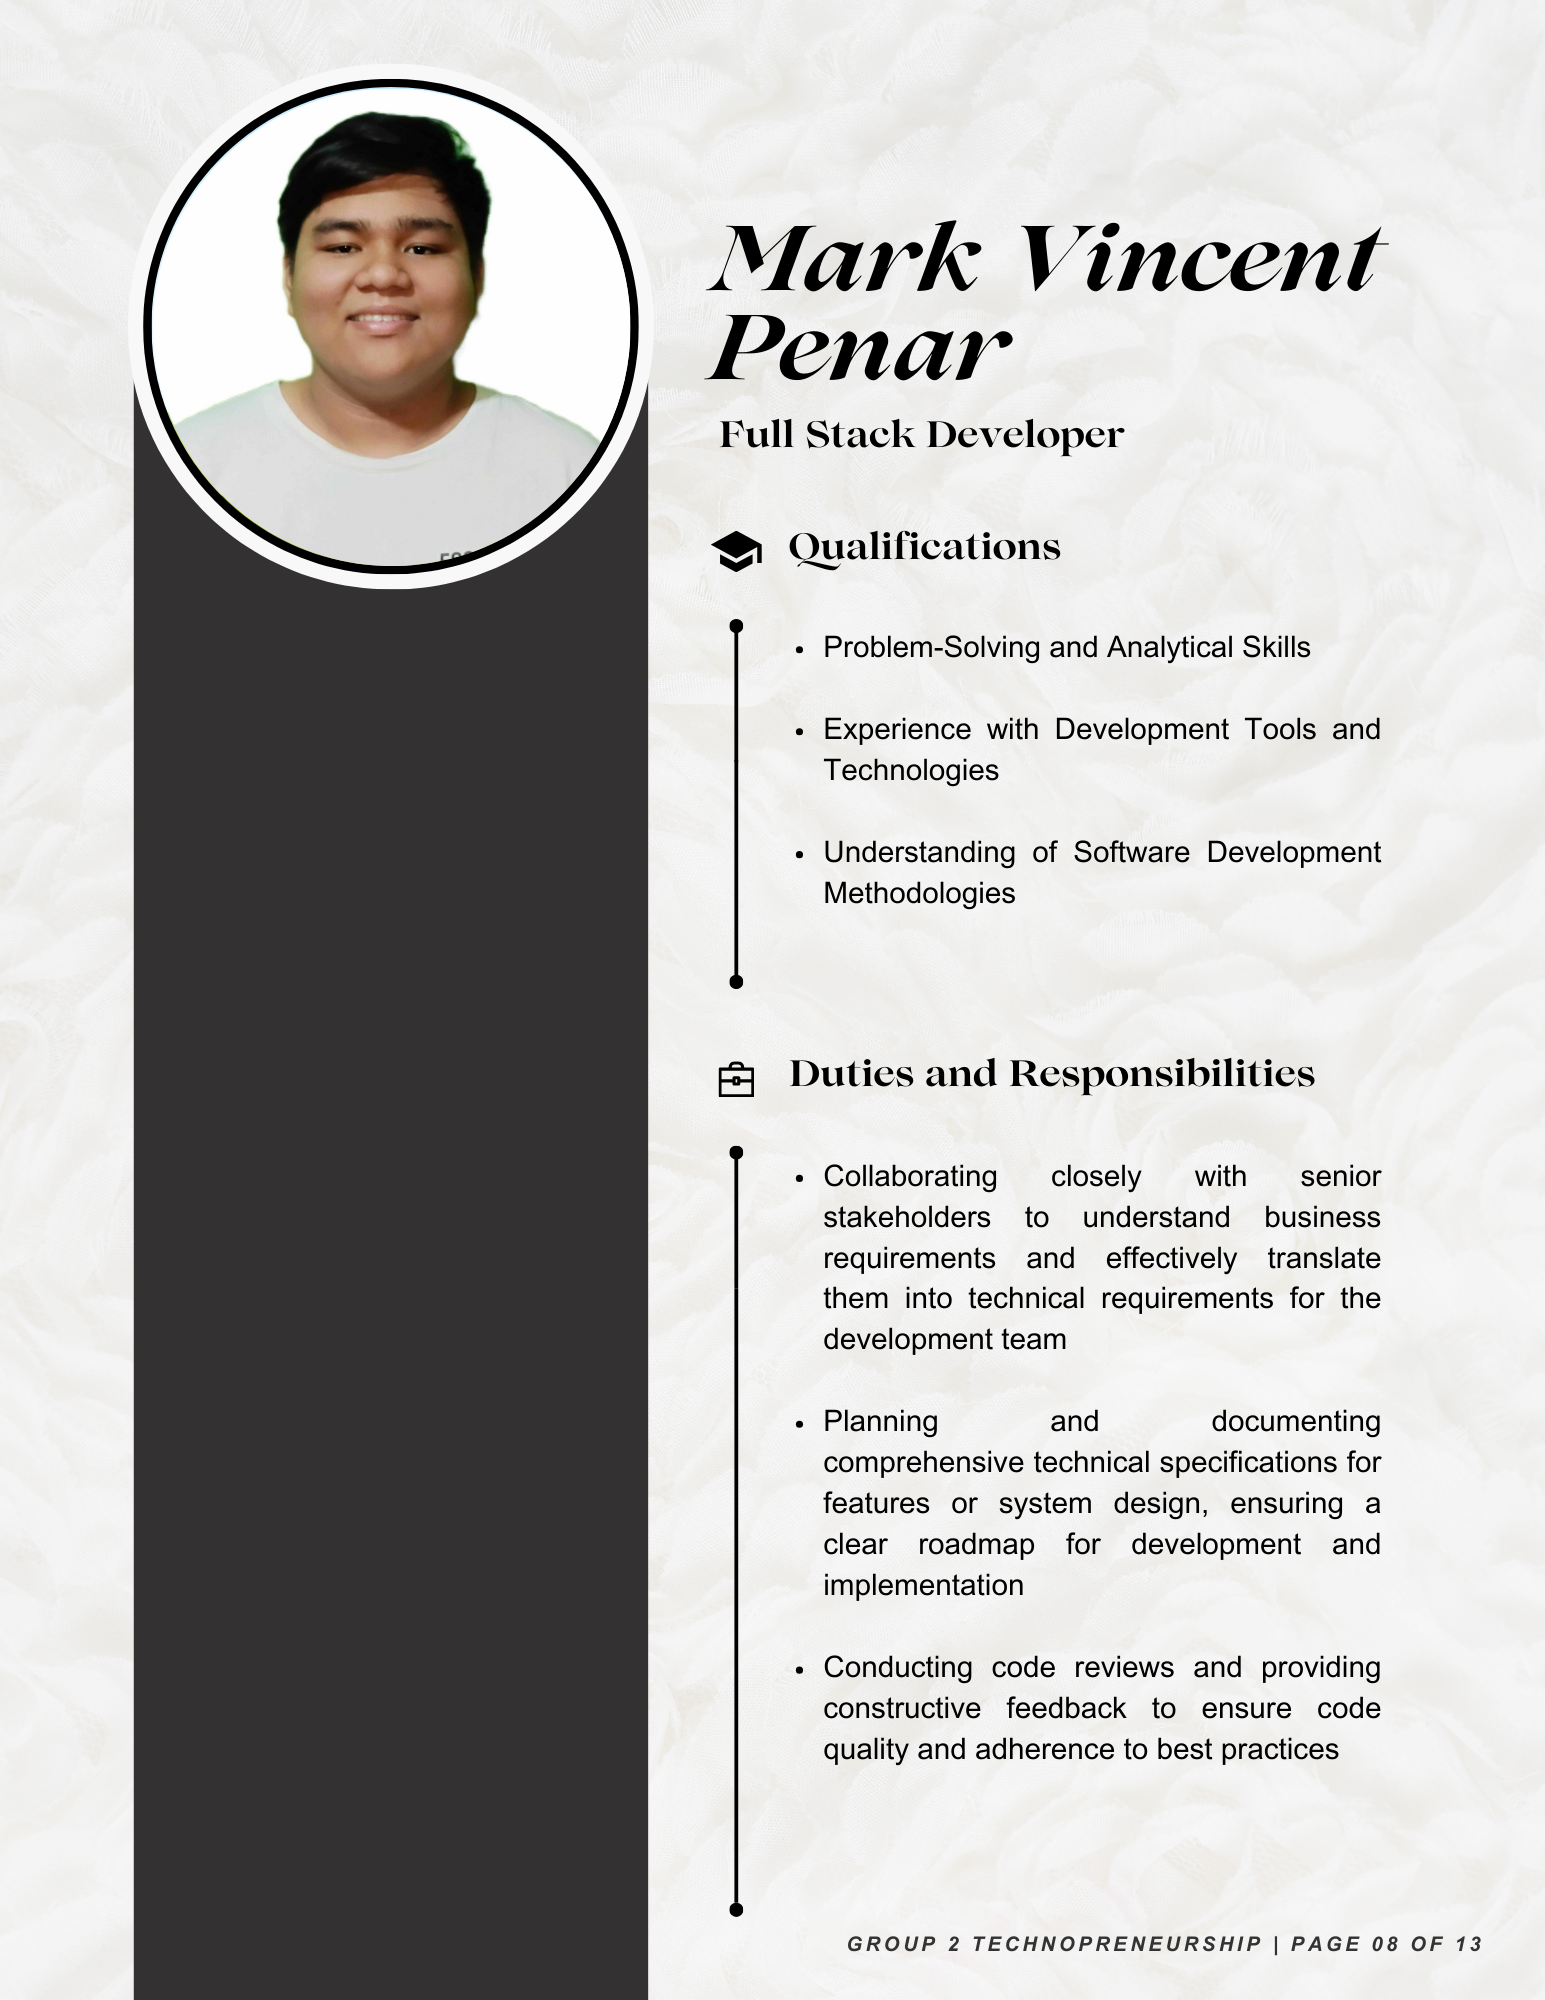 Mark Vincent
Penar
Full Stack Developer
Qualifications
• Problem-Solving and Analytical Skills
• Experience with Development Tools and
Technologies
• Understanding of Software Development
Methodologies
Duties and Responsibilities
• Collaborating closely with senior
stakeholders to understand business
requirements and effectively translate
them into technical requirements for the
development team
• Planning and documenting
comprehensive technical specifications for
features or system design, ensuring a
clear roadmap for development and
implementation
• Conducting code reviews and providing
constructive feedback to ensure code
quality and adherence to best practices
GROUP 2 TECHNOPRENEURSHIP | PAGE 08 OF 13